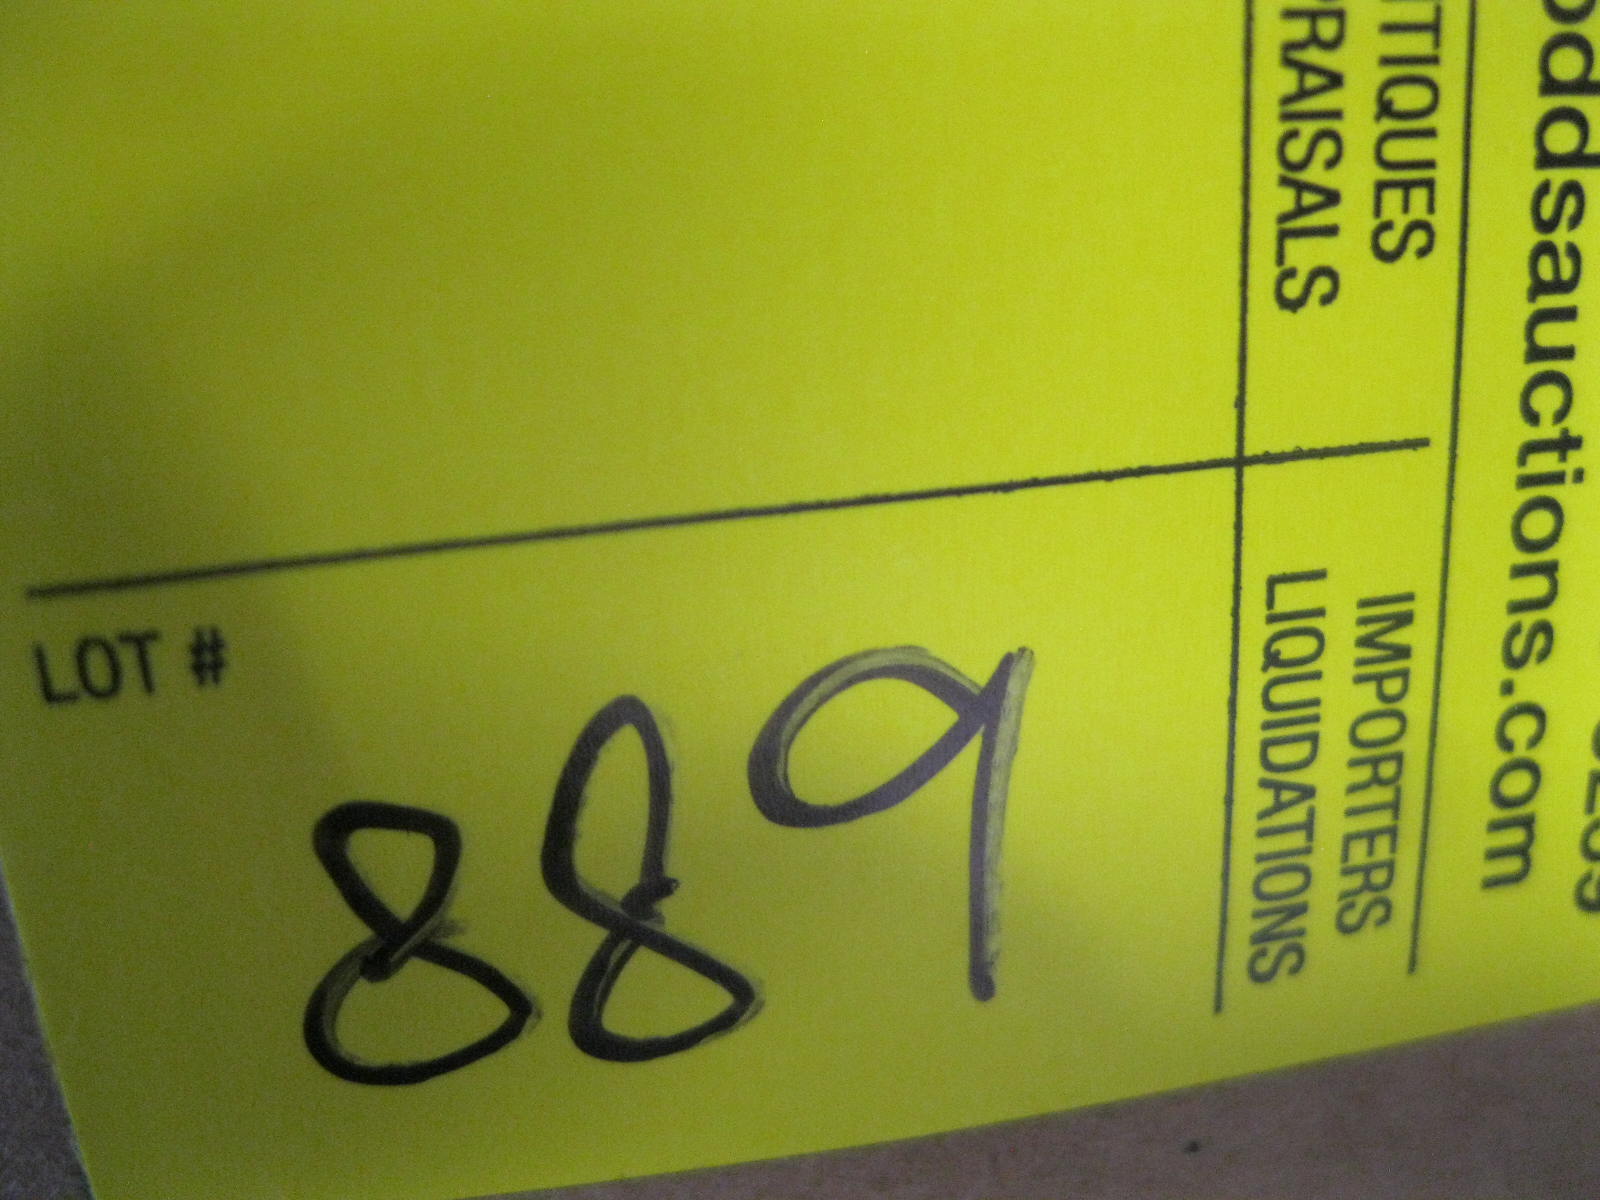 oddsauctions.com
TIQUES
RAISALS
IMPORTERS
LIQUIDATIONS
LOT #
889